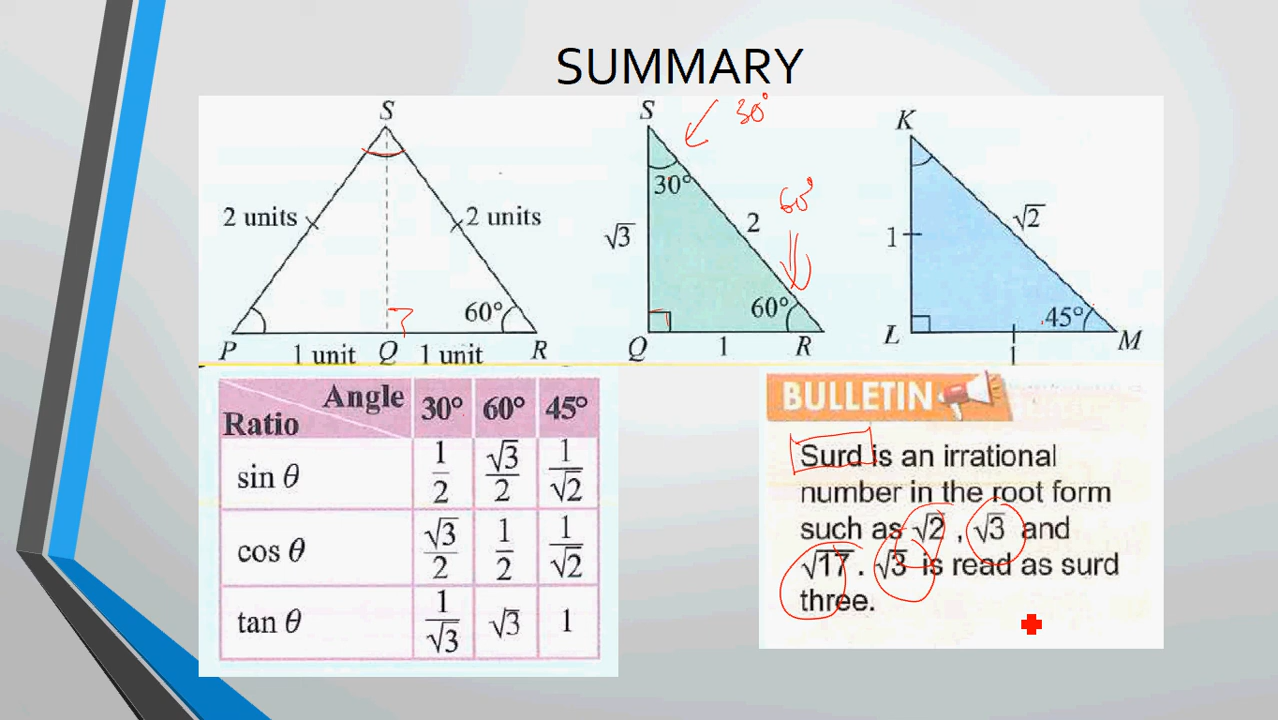 SUMMARY
S
2 units
2 units
60°
P
1 unit
Q
1 unit
R
S
30°
30°
√3
2
60°
60°
Q
1
R
K
1
√2
45°
L
1
M
Angle
Ratio
30° 60° 45°
sin θ 1/2 √3/2 1/√2
cos θ √3/2 1/2 1/√2
tan θ 1/√3 √3 1
BULLETIN
Surd is an irrational
number in the root form
such as √2 , √3 and
√17 . √3 is read as surd
three.